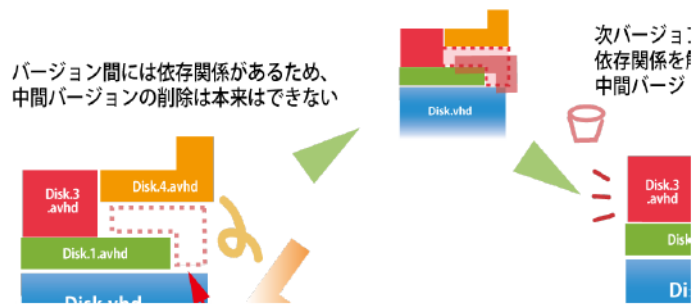 バージョン間には依存関係があるため、
中間バージョンの削除は本来はできない
Disk.3
.avhd
Disk.4.avhd
Disk.1.avhd
Disk.vhd
Disk.vhd
次バージョン
依存関係を
中間バージ
Disk.3
.avhd
Disk
Di